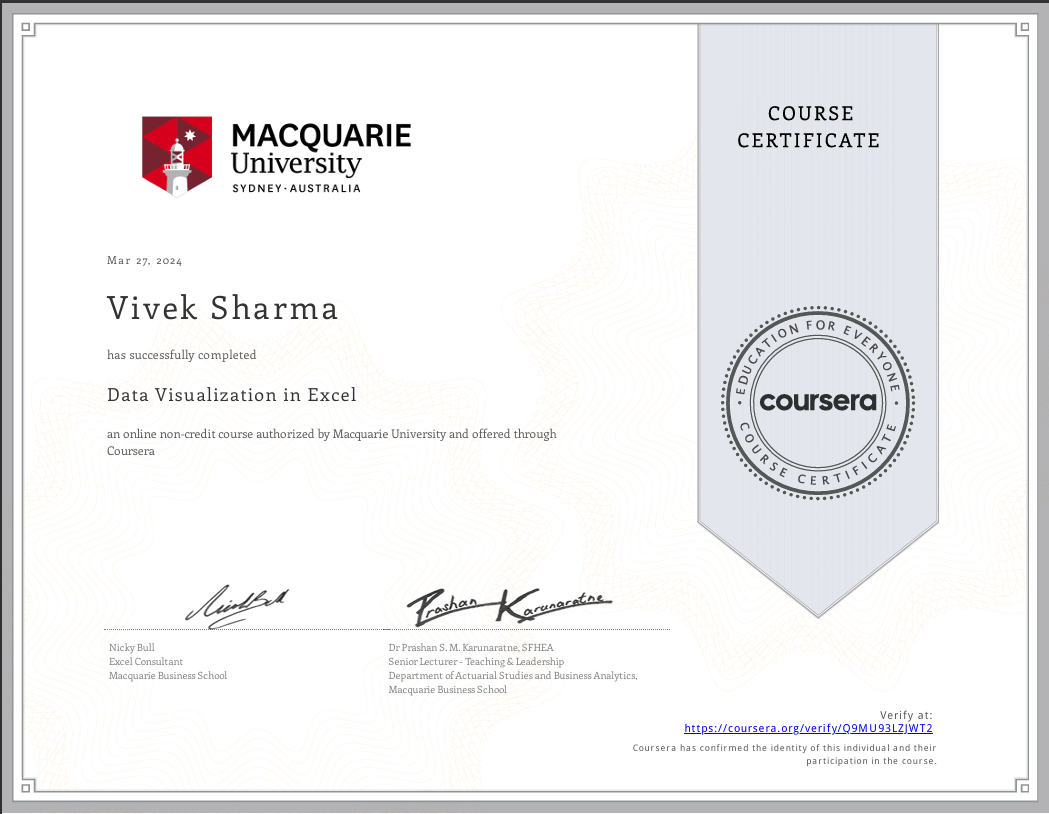 MACQUARIE
University
SYDNEY·AUSTRALIA
COURSE
CERTIFICATE
Mar 27, 2024
Vivek Sharma
has successfully completed
Data Visualization in Excel
an online non-credit course authorized by Macquarie University and offered through
Coursera
EDUCATION FOR EVERYONE
coursera
COURSE CERTIFICATE
Prashan Karunaratne
Nicky Bull
Excel Consultant
Macquarie Business School
Dr Prashan S. M. Karunaratne, SFHEA
Senior Lecturer - Teaching & Leadership
Department of Actuarial Studies and Business Analytics,
Macquarie Business School
Verify at:
https://coursera.org/verify/Q9MU93LZJWT2
Coursera has confirmed the identity of this individual and their
participation in the course.